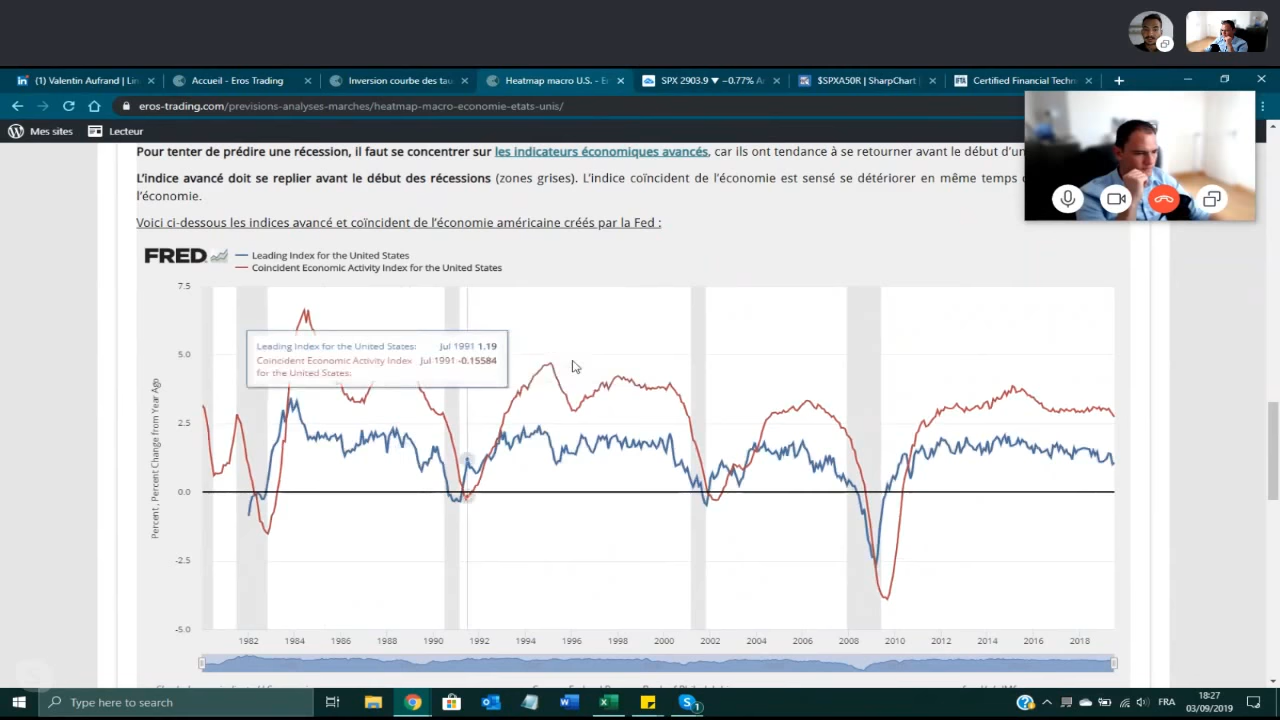 (1) Valentin Aufrand | Lin
Accueil - Eros Trading
Inversion courbe des tau
Heatmap macro U.S. - E
SPX 2903.9 ▼ −0.77% A
$SPXA50R | SharpChart
Certified Financial Techn
eros-trading.com/previsions-analyses-marches/heatmap-macro-economie-etats-unis/
Mes sites
Lecteur
Pour tenter de prédire une récession, il faut se concentrer sur les indicateurs économiques avancés, car ils ont tendance à se retourner avant le début d'un
L'indice avancé doit se replier avant le début des récessions (zones grises). L'indice coïncident de l'économie est sensé se détériorer en même temps
l'économie.
Voici ci-dessous les indices avancé et coïncident de l'économie américaine créés par la Fed :
FRED
Leading Index for the United States
Coincident Economic Activity Index for the United States
7.5
5.0
2.5
0.0
-2.5
-5.0
Percent , Percent Change from Year Ago
Leading Index for the United States: Jul 1991 1.19
Coincident Economic Activity Index Jul 1991 -0.15584
for the United States:
1982 1984 1986 1988 1990 1992 1994 1996 1998 2000 2002 2004 2006 2008 2010 2012 2014 2016 2018
Type here to search
FRA
18:27
03/09/2019